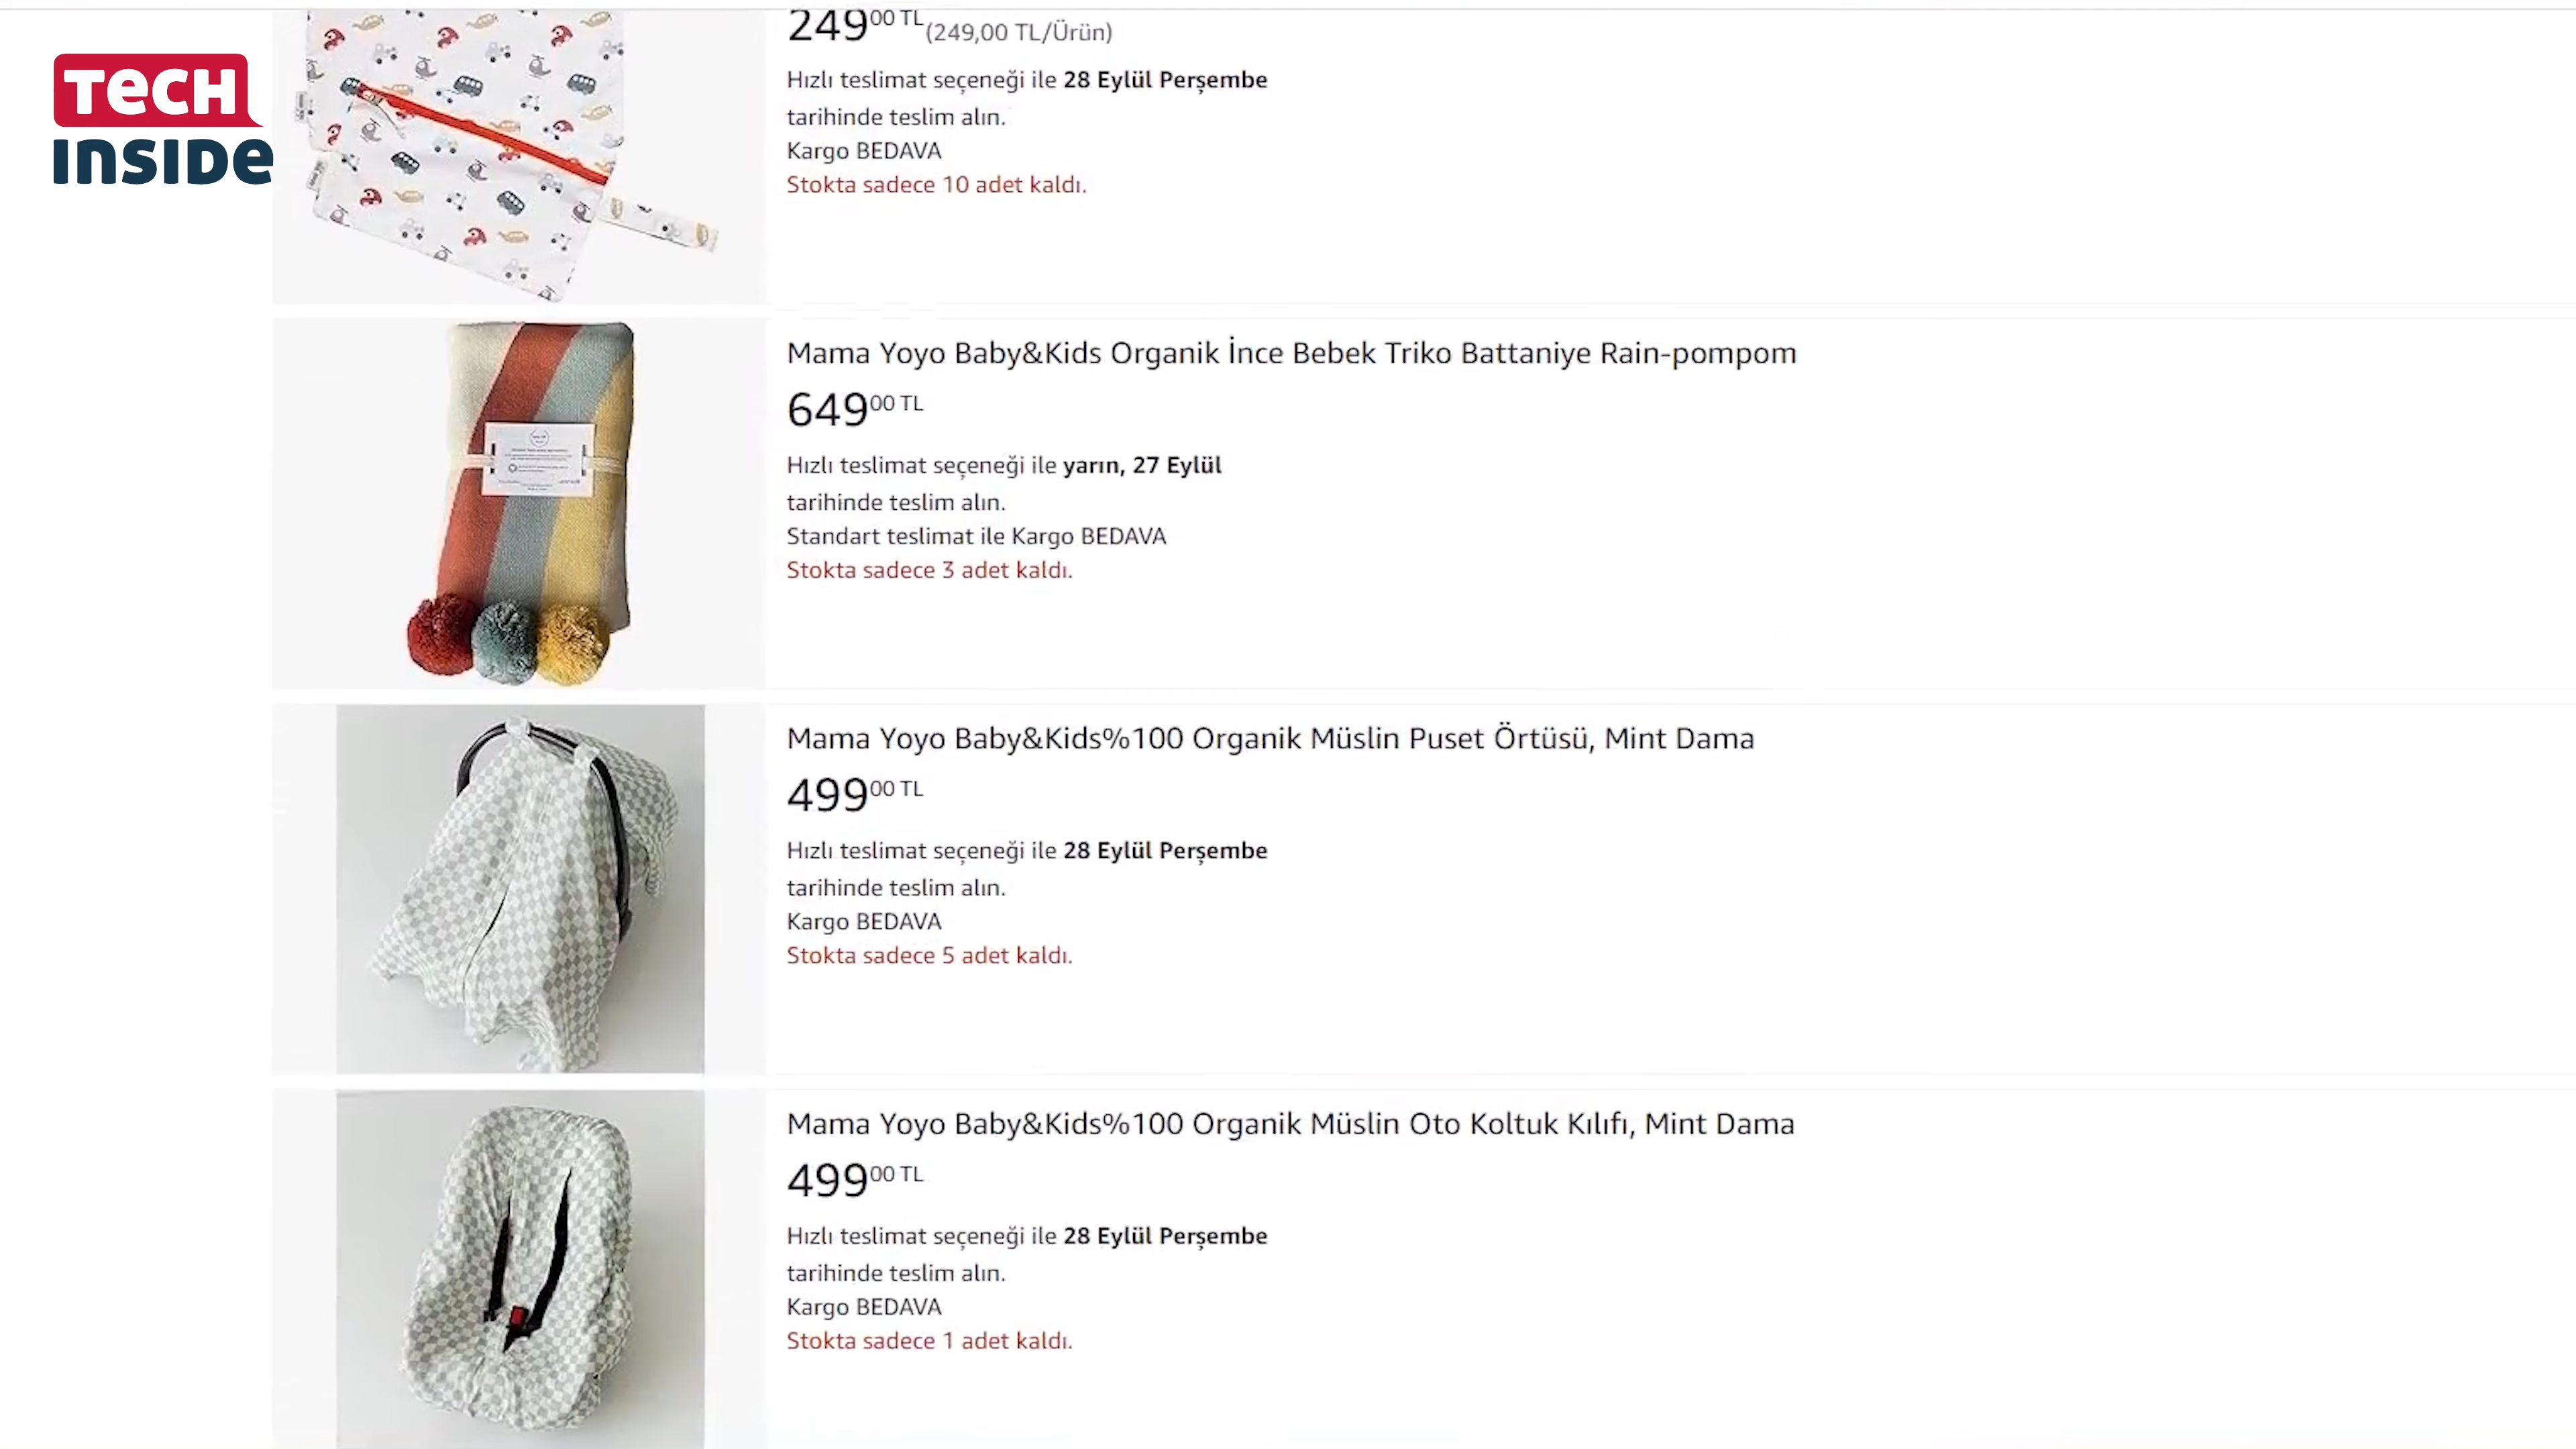 TECH
INSIDE
249⁰⁰ TL (249,00 TL/Ürün)
Hızlı teslimat seçeneği ile 28 Eylül Perşembe
tarihinde teslim alın.
Kargo BEDAVA
Stokta sadece 10 adet kaldı.
Mama Yoyo Baby&Kids Organik İnce Bebek Triko Battaniye Rain-pompom
649⁰⁰ TL
Hızlı teslimat seçeneği ile yarın, 27 Eylül
tarihinde teslim alın.
Standart teslimat ile Kargo BEDAVA
Stokta sadece 3 adet kaldı.
Mama Yoyo Baby&Kids%100 Organik Müslin Puset Örtüsü, Mint Dama
499⁰⁰ TL
Hızlı teslimat seçeneği ile 28 Eylül Perşembe
tarihinde teslim alın.
Kargo BEDAVA
Stokta sadece 5 adet kaldı.
Mama Yoyo Baby&Kids%100 Organik Müslin Oto Koltuk Kılıfı, Mint Dama
499⁰⁰ TL
Hızlı teslimat seçeneği ile 28 Eylül Perşembe
tarihinde teslim alın.
Kargo BEDAVA
Stokta sadece 1 adet kaldı.